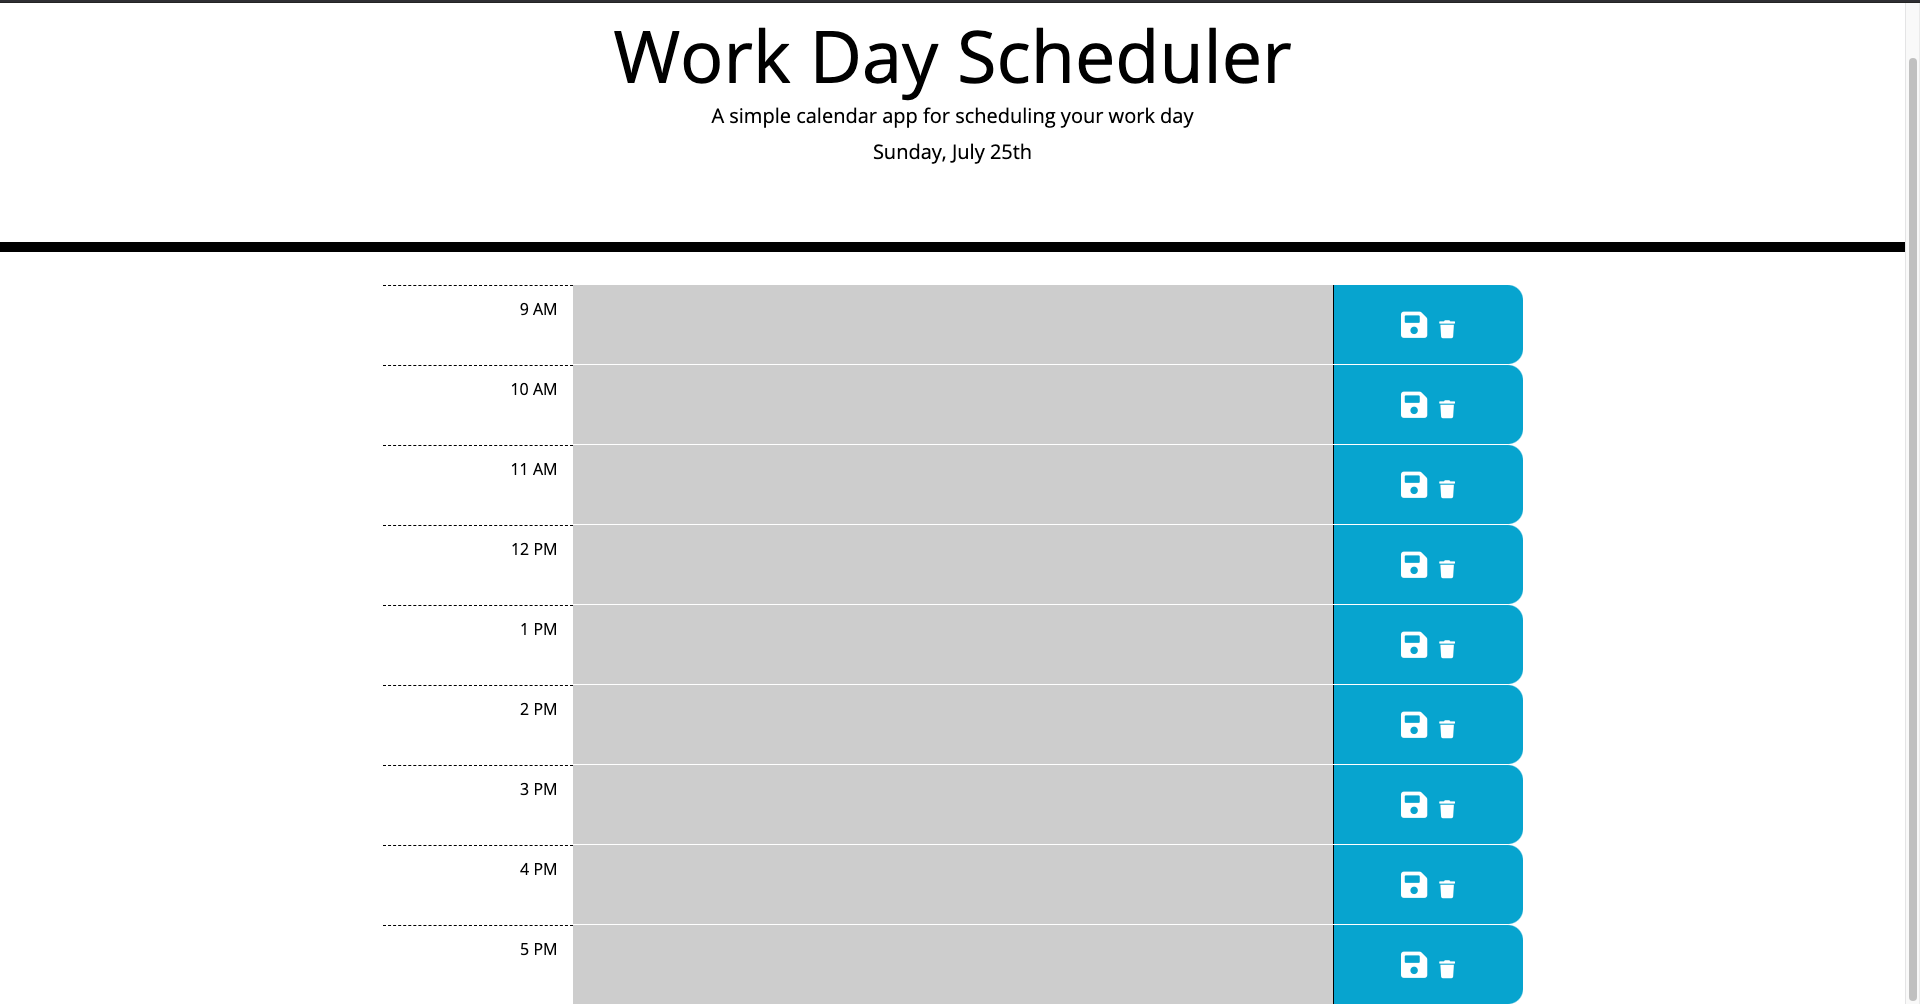 Work Day Scheduler
A simple calendar app for scheduling your work day
Sunday, July 25th
9 AM
10 AM
11 AM
12 PM
1 PM
2 PM
3 PM
4 PM
5 PM